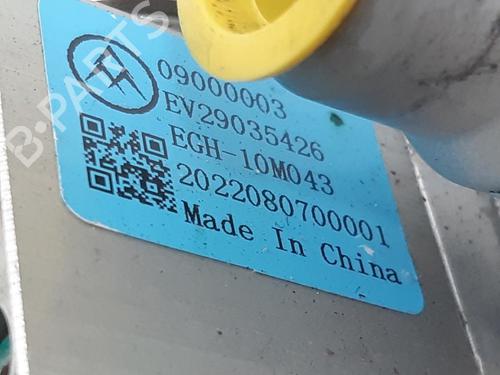 B-PARTS
09000003
EV29035426
EGH-10M043
2022080700001
Made In China